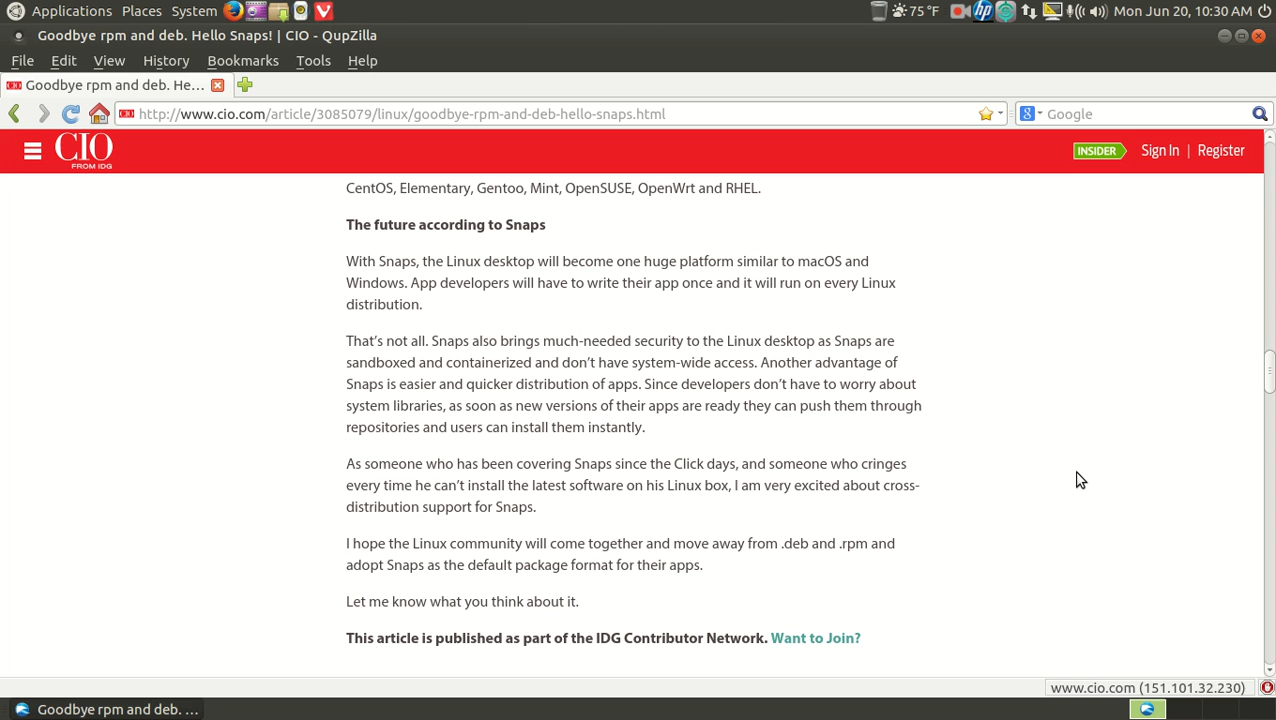 Applications Places System 75 °F Mon Jun 20, 10:30 AM
Goodbye rpm and deb. Hello Snaps! | CIO - QupZilla
File Edit View History Bookmarks Tools Help
Goodbye rpm and deb. He...
http://www.cio.com/article/3985079/linux/goodbye-rpm-and-deb-hello-snaps.html Google
CIO INSIDER Sign In | Register
FROM IDG
CentOS, Elementary, Gentoo, Mint, OpenSUSE, OpenWrt and RHEL.
The future according to Snaps
With Snaps, the Linux desktop will become one huge platform similar to macOS and
Windows. App developers will have to write their app once and it will run on every Linux
distribution.
That's not all. Snaps also brings much-needed security to the Linux desktop as Snaps are
sandboxed and containerized and don't have system-wide access. Another advantage of
Snaps is easier and quicker distribution of apps. Since developers don't have to worry about
system libraries, as soon as new versions of their apps are ready they can push them through
repositories and users can install them instantly.
As someone who has been covering Snaps since the Click days, and someone who cringes
every time he can't install the latest software on his Linux box, I am very excited about cross-
distribution support for Snaps.
I hope the Linux community will come together and move away from .deb and .rpm and
adopt Snaps as the default package format for their apps.
Let me know what you think about it.
This article is published as part of the IDG Contributor Network. Want to Join?
www.cio.com (151.101.32.230)
Goodbye rpm and deb. ...